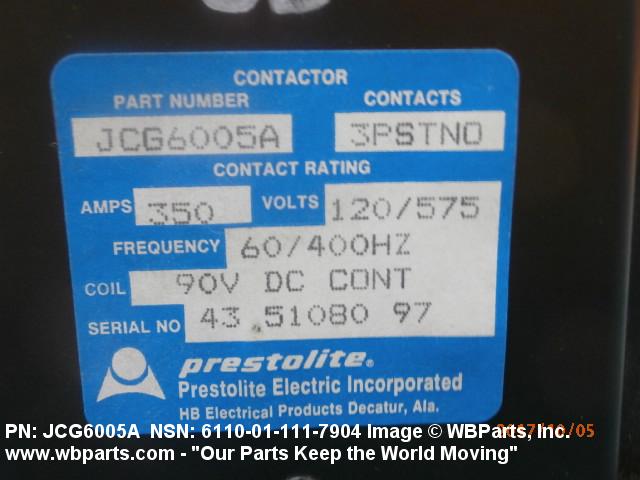 CONTACTOR
PART NUMBER CONTACTS
JCG6005A 3PSTNO
CONTACT RATING
AMPS 350 VOLTS 120/575
FREQUENCY 60/400HZ
COIL 90V DC CONT
SERIAL NO 43 51080 97
prestolite®
Prestolite Electric Incorporated
HB Electrical Products Decatur, Ala.
PN: JCG6005A NSN: 6110-01-111-7904 Image © WBParts, Inc.
www.wbparts.com - "Our Parts Keep the World Moving"